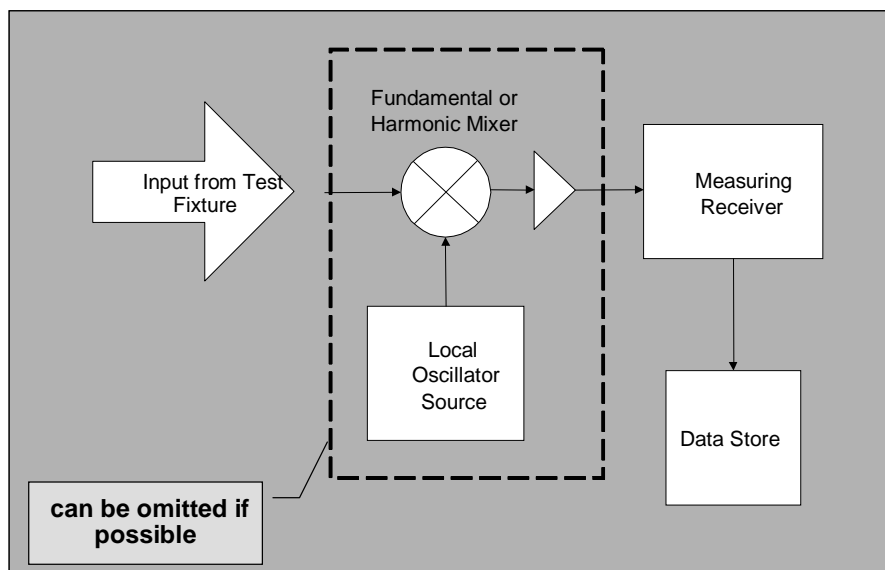 Fundamental or
Harmonic Mixer
Input from Test
Fixture
Measuring
Receiver
Local
Oscillator
Source
Data Store
can be omitted if
possible